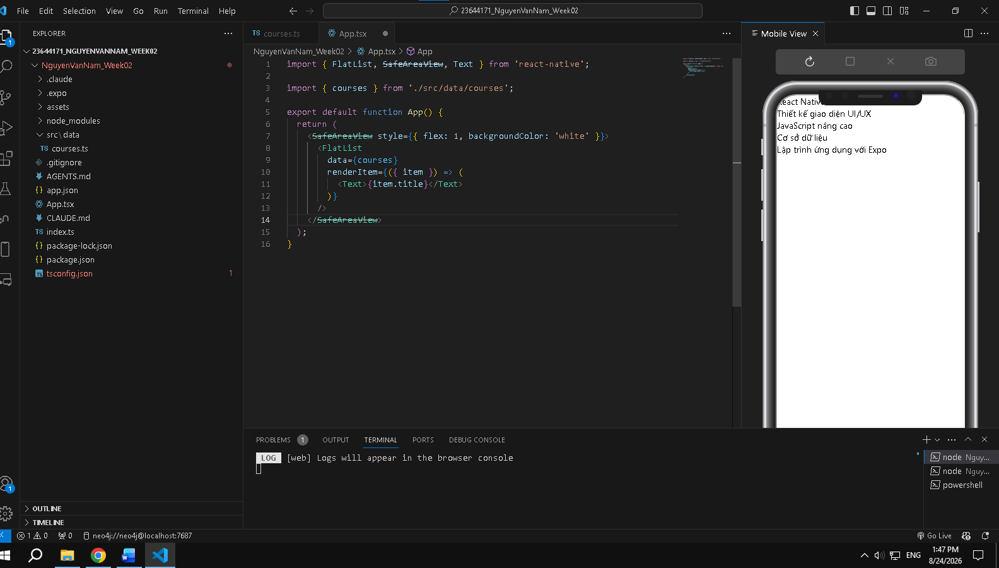 File Edit Selection View Go Run Terminal Help
23644171_NguyenVanNam_Week02
EXPLORER
23644171_NGUYENVANNAM_WEEK02
NguyenVanNam_Week02
.claude
.expo
assets
node_modules
src\data
TS courses.ts
.gitignore
AGENTS.md
{} app.json
App.tsx
CLAUDE.md
TS index.ts
{} package-lock.json
{} package.json
TS tsconfig.json 1
OUTLINE
TIMELINE
1
1
TS courses.ts
App.tsx
NguyenVanNam_Week02 > App.tsx > App
1 import { FlatList, SafeAreaView, Text } from 'react-native';
2
3 import { courses } from './src/data/courses';
4
5 export default function App() {
6 return (
7 <SafeAreaView style={{ flex: 1, backgroundColor: 'white' }}>
8 <FlatList
9 data={courses}
10 renderItem={({ item }) => (
11 <Text>{item.title}</Text>
12 )}
13 />
14 </SafeAreaView>
15 );
16 }
Mobile View
Thiết kế giao diện UI/UX
JavaScript nâng cao
Cơ sở dữ liệu
Lập trình ứng dụng với Expo
PROBLEMS 1 OUTPUT TERMINAL PORTS DEBUG CONSOLE
LOG [web] Logs will appear in the browser console
node Nguy...
node Nguy...
powershell
1 0 0 neo4j://neo4j@localhost:7687
Go Live
ENG
1:47 PM
8/24/2026